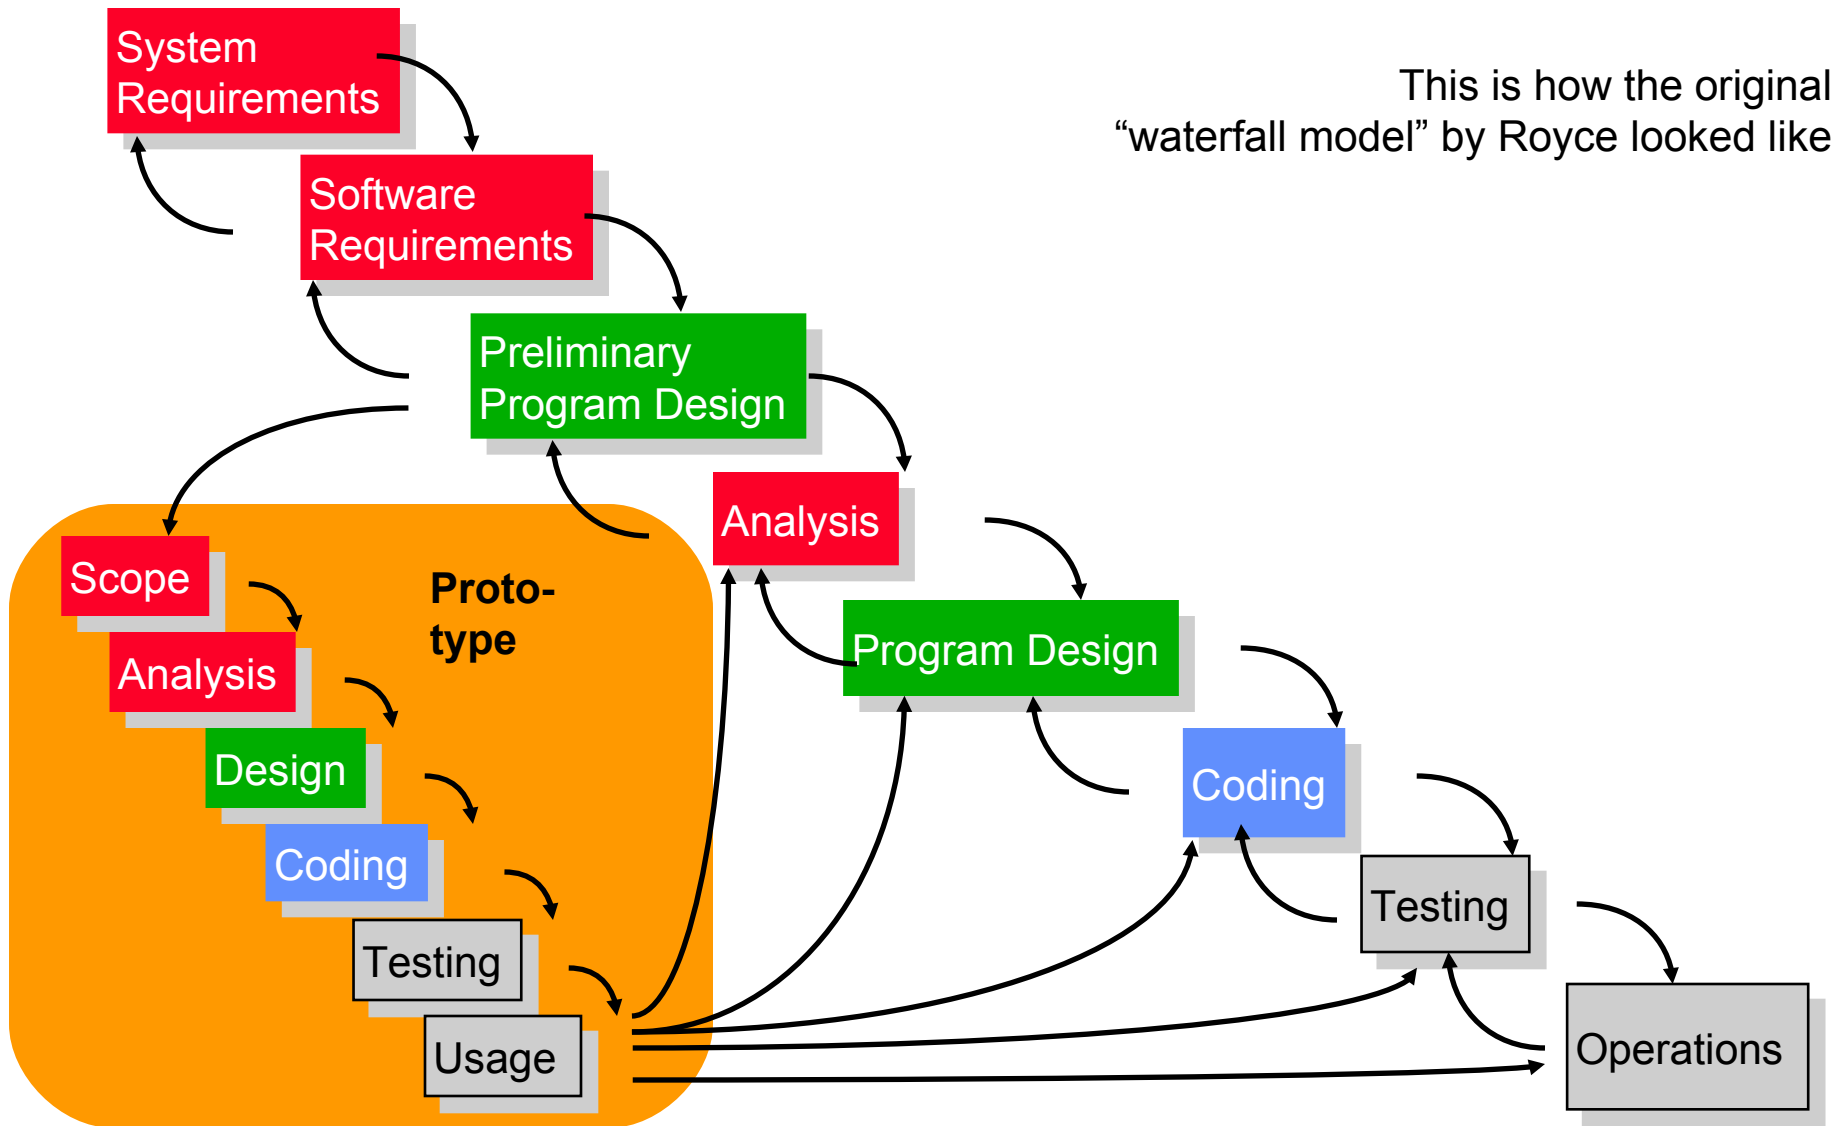 System
Requirements
This is how the original
“waterfall model” by Royce looked like
Software
Requirements
Preliminary
Program Design
Analysis
Program Design
Coding
Testing
Operations
Proto-
type
Scope
Analysis
Design
Coding
Testing
Usage